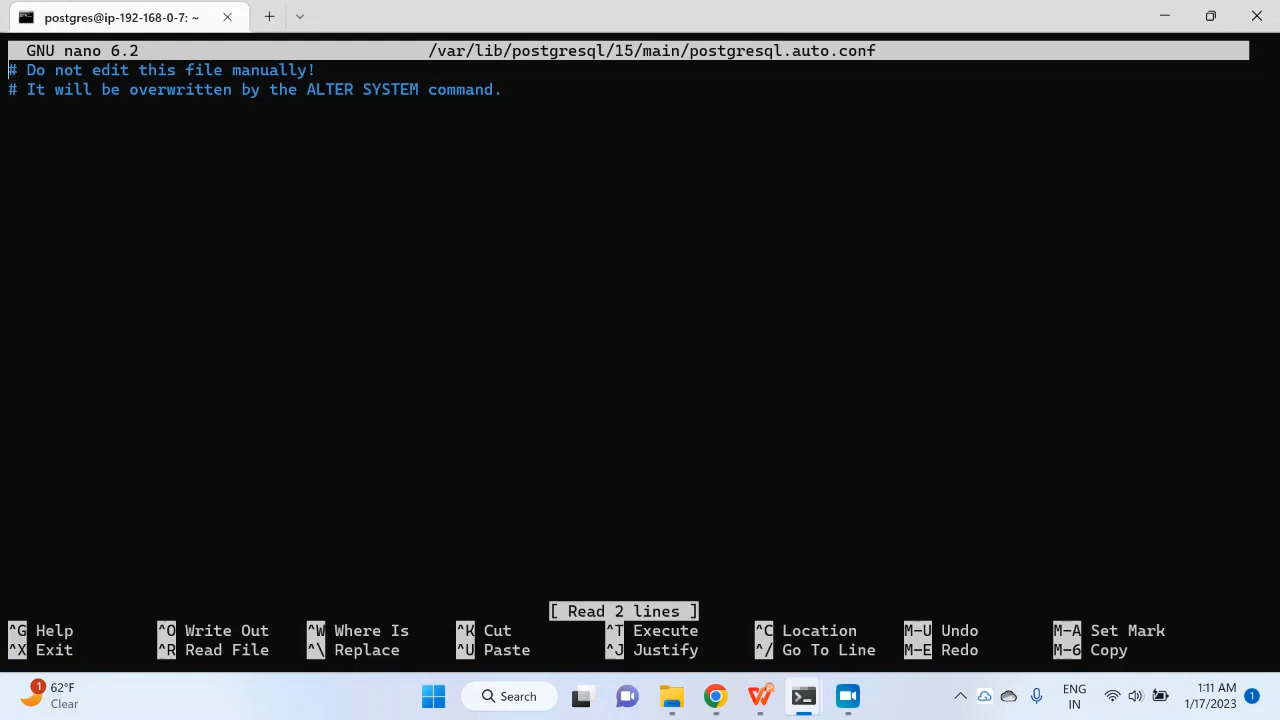 postgres@ip-192-168-0-7: ~
GNU nano 6.2 /var/lib/postgresql/15/main/postgresql.auto.conf
# Do not edit this file manually!
# It will be overwritten by the ALTER SYSTEM command.
[ Read 2 lines ]
^G Help ^O Write Out ^W Where Is ^K Cut ^T Execute ^C Location M-U Undo M-A Set Mark
^X Exit ^R Read File ^\ Replace ^U Paste ^J Justify ^/ Go To Line M-E Redo M-6 Copy
1 62°F
Clear
Search
ENG
IN
1:11 AM
1/17/2023
1